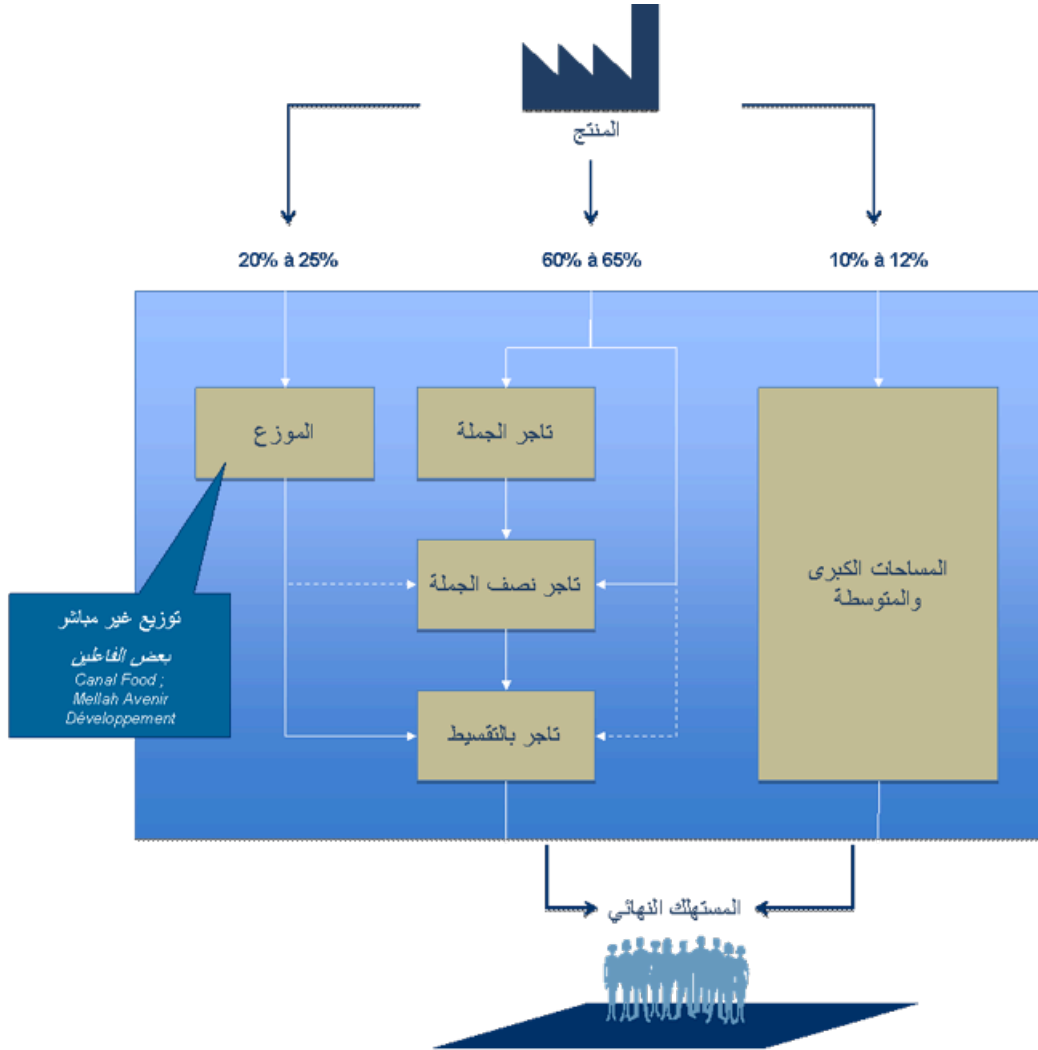 المنتج
20% à 25%
60% à 65%
10% à 12%
الموزع
تاجر الجملة
تاجر نصف الجملة
تاجر بالتقسيط
المساحات الكبرى
والمتوسطة
توزيع غير مباشر
بعض الفاعلين
Canal Food ;
Mellah Avenir
Développement
المستهلك النهائي